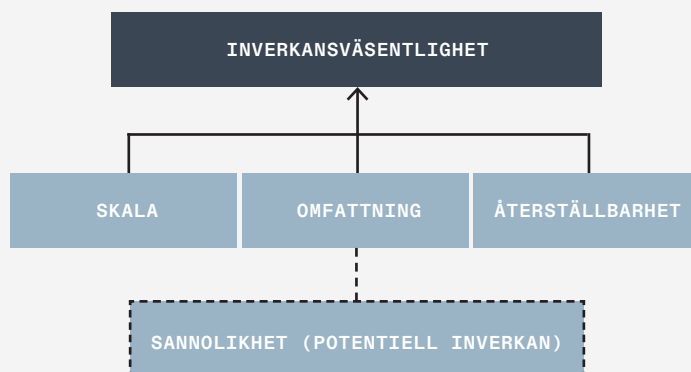 INVERKANSVÄSENTLIGHET
SKALA
OMFATTNING
ÅTERSTÄLLBARHET
SANNOLIKHET (POTENTIELL INVERKAN)